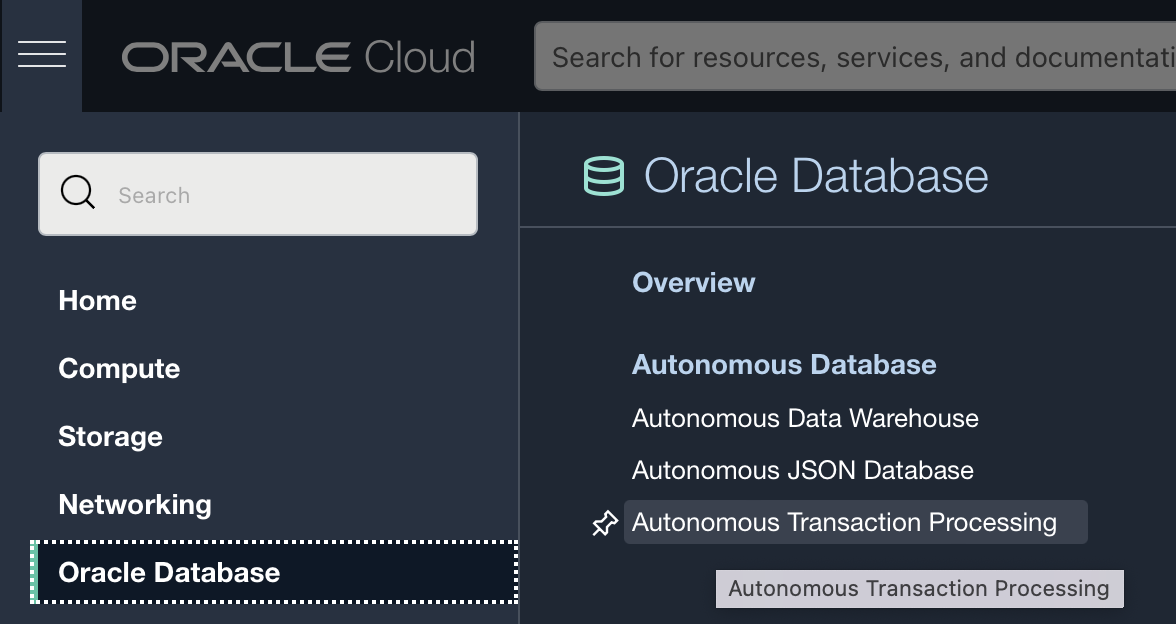 ORACLE Cloud
Search for resources, services, and documentati
Search
Home
Compute
Storage
Networking
Oracle Database
Oracle Database
Overview
Autonomous Database
Autonomous Data Warehouse
Autonomous JSON Database
Autonomous Transaction Processing
Autonomous Transaction Processing